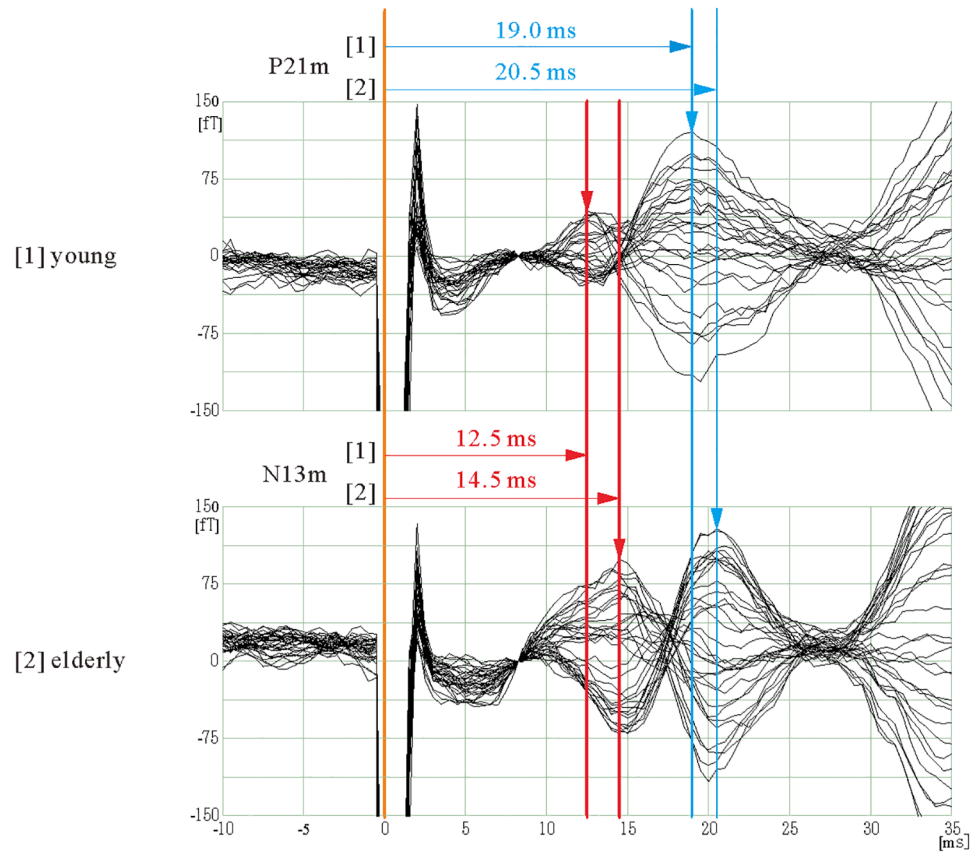 [1] 19.0 ms
P21m
[2] 20.5 ms
150
[fT]
75
[1] young 0
-75
-150
[1] 12.5 ms
N13m
[2] 14.5 ms
150
[fT]
75
[2] elderly 0
-75
-150
-10 -5 0 5 10 15 20 25 30 35
[ms]